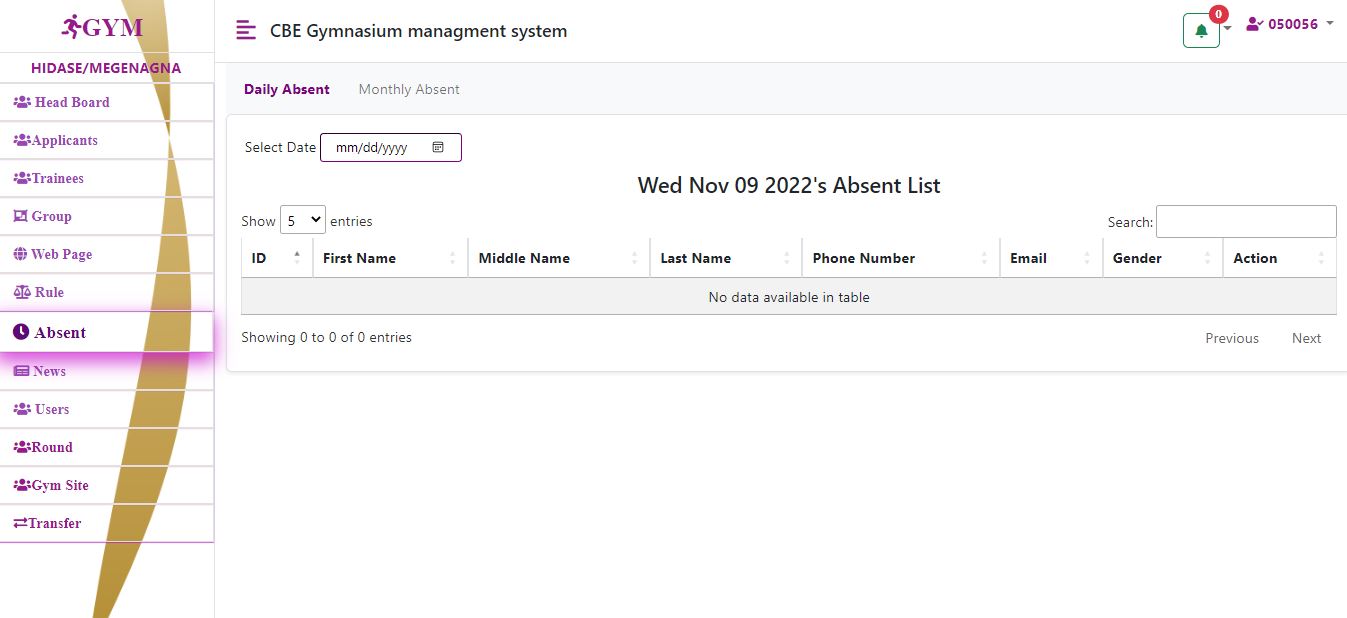 GYM
HIDASE/MEGENAGNA
Head Board
Applicants
Trainees
Group
Web Page
Rule
Absent
News
Users
Round
Gym Site
Transfer
CBE Gymnasium managment system
0
050056
Daily Absent Monthly Absent
Select Date mm/dd/yyyy
Wed Nov 09 2022's Absent List
Show 5 entries Search:
ID First Name Middle Name Last Name Phone Number Email Gender Action
No data available in table
Showing 0 to 0 of 0 entries Previous Next